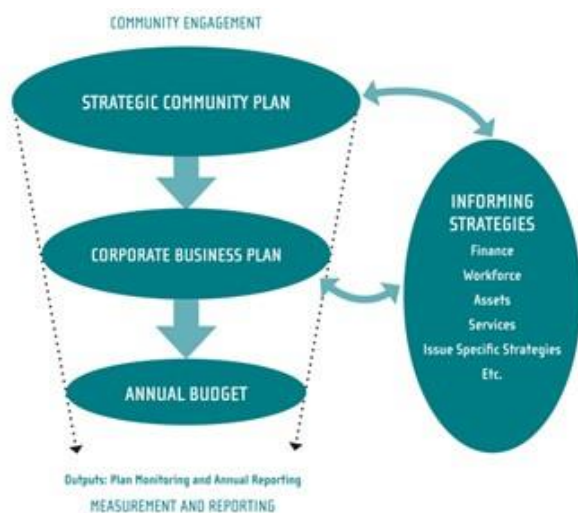 COMMUNITY ENGAGEMENT
STRATEGIC COMMUNITY PLAN
CORPORATE BUSINESS PLAN
ANNUAL BUDGET
INFORMING
STRATEGIES
Finance
Workforce
Assets
Services
Issue Specific Strategies
Etc.
Outputs: Plan Monitoring and Annual Reporting
MEASUREMENT AND REPORTING